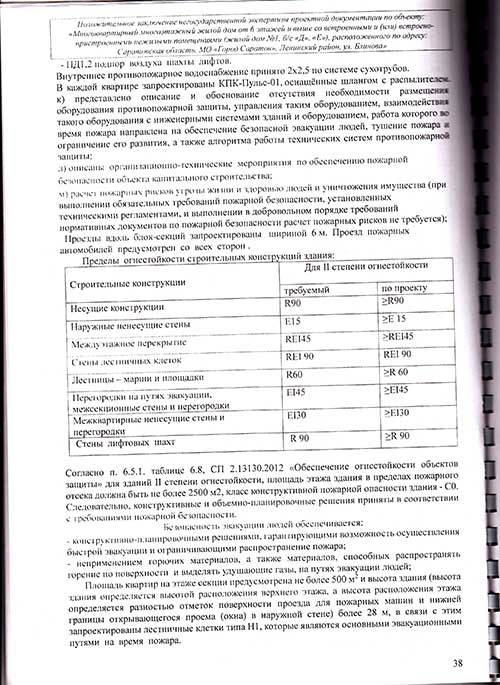 Положительное заключение негосударственной экспертизы проектной документации по объекту:
«Многоквартирный многоэтажный жилой дом от 6 этажей и выше со встроенными и (или) встроено-
пристроенными нежилыми помещениями (жилой дом №1, б/с «Д», «Е»), расположенного по адресу:
Саратовская область, МО «Город Саратов», Ленинский район, ул. Блинова»
- ПД1.2 подпор воздуха шахты лифтов.
Внутреннее противопожарное водоснабжение принято 2х2,5 по системе сухотрубов.
В каждой квартире запроектированы КПК-Пульс-01, оснащённые шлангом с распылителем.
к) представлено описание и обоснование отсутствия необходимости размещения
оборудования противопожарной защиты, управления таким оборудованием, взаимодействия
такого оборудования с инженерными системами зданий и оборудованием, работа которого во
время пожара направлена на обеспечение безопасной эвакуации людей, тушение пожара и
ограничение его развития, а также алгоритма работы технических систем противопожарной
защиты;
л) описаны организационно-технические мероприятия по обеспечению пожарной
безопасности объекта капитального строительства;
м) расчет пожарных рисков угрозы жизни и здоровью людей и уничтожения имущества (при
выполнении обязательных требований пожарной безопасности, установленных
техническими регламентами, и выполнении в добровольном порядке требований
нормативных документов по пожарной безопасности расчет пожарных рисков не требуется);
Проезды вдоль блок-секций запроектированы шириной 6 м. Проезд пожарных
автомобилей предусмотрен со всех сторон .
Пределы огнестойкости строительных конструкций здания:
Строительные конструкции
Для II степени огнестойкости
требуемый
по проекту
Несущие конструкции
R90
≥R90
Наружные ненесущие стены
E15
≥E 15
Междуэтажное перекрытие
REI45
≥REI45
Стены лестничных клеток
REI 90
REI 90
Лестницы – марши и площадки
R60
≥R 60
Перегородки на путях эвакуации,
межсекционные стены и перегородки
EI45
≥EI45
Межквартирные ненесущие стены и
перегородки
EI30
≥EI30
Стены лифтовых шахт
R 90
≥R 90
Согласно п. 6.5.1. таблице 6.8, СП 2.13130.2012 «Обеспечение огнестойкости объектов
защиты» для зданий II степени огнестойкости, площадь этажа здания в пределах пожарного
отсека должна быть не более 2500 м2, класс конструктивной пожарной опасности здания - С0.
Следовательно, конструктивные и объемно-планировочные решения приняты в соответствии
с требованиями пожарной безопасности.
Безопасность эвакуации людей обеспечивается:
- конструктивно-планировочными решениями, гарантирующими возможность осуществления
быстрой эвакуации и ограничивающими распространение пожара;
- неприменением горючих материалов, а также материалов, способных распространять
горение по поверхности и выделять удушающие газы, на путях эвакуации людей;
Площадь квартир на этаже секции предусмотрена не более 500 м² и высота здания (высота
здания определяется высотой расположения верхнего этажа, а высота расположения этажа
определяется разностью отметок поверхности проезда для пожарных машин и нижней
границы открывающегося проема (окна) в наружной стене) более 28 м, в связи с этим
запроектированы лестничные клетки типа Н1, которые являются основными эвакуационными
путями на время пожара.
38